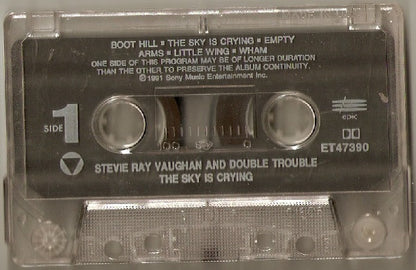 BOOT HILL ▪ THE SKY IS CRYING ▪ EMPTY
ARMS ▪ LITTLE WING ▪ WHAM
ONE SIDE OF THIS PROGRAM MAY BE OF LONGER DURATION
THAN THE OTHER TO PRESERVE THE ALBUM CONTINUITY.
© 1991 Sony Music Entertainment Inc.
SIDE 1
epic
ET47390
STEVIE RAY VAUGHAN AND DOUBLE TROUBLE
THE SKY IS CRYING